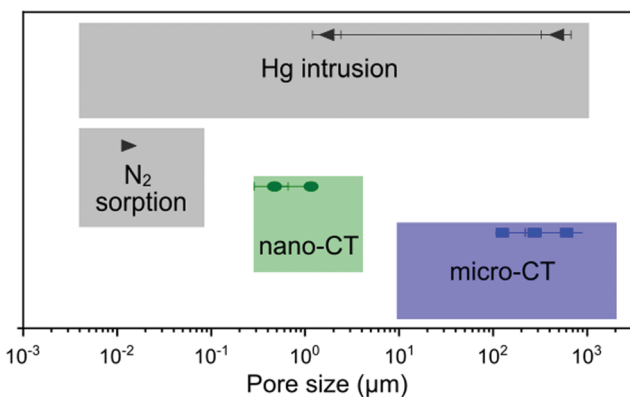 Hg intrusion
N₂
sorption
nano-CT
micro-CT
10⁻³ 10⁻² 10⁻¹ 10⁰ 10¹ 10² 10³
Pore size (µm)